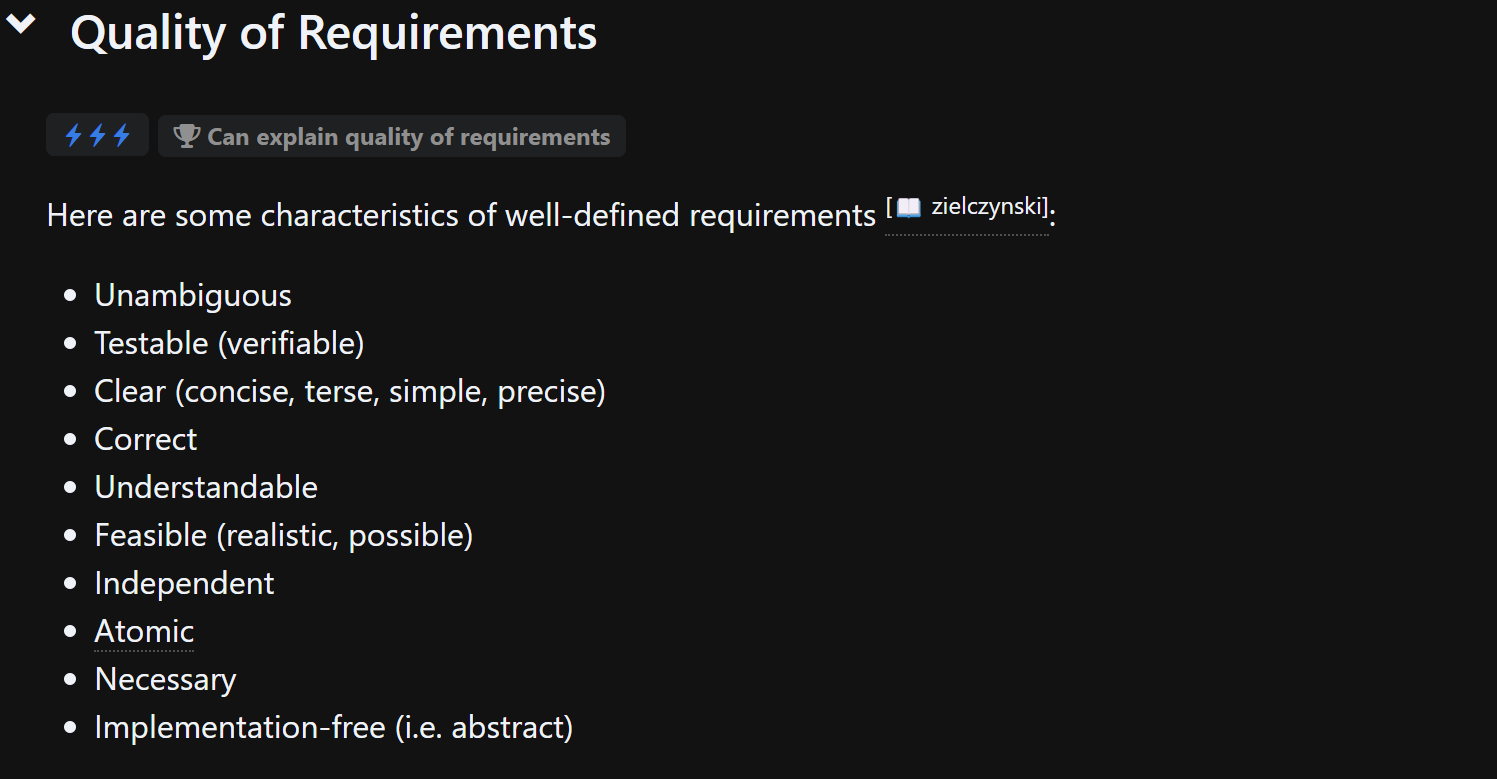 Quality of Requirements
Can explain quality of requirements
Here are some characteristics of well-defined requirements [📖 zielczynski]:
Unambiguous
Testable (verifiable)
Clear (concise, terse, simple, precise)
Correct
Understandable
Feasible (realistic, possible)
Independent
Atomic
Necessary
Implementation-free (i.e. abstract)